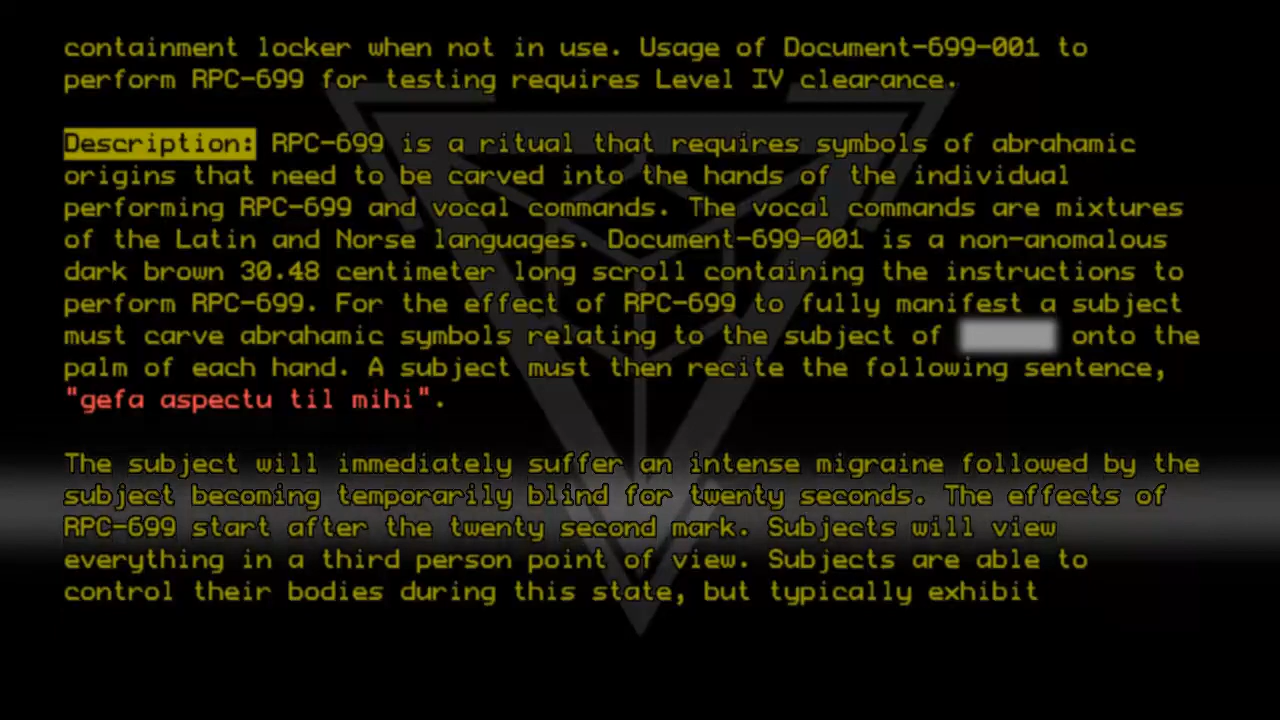 containment locker when not in use. Usage of Document-699-001 to
perform RPC-699 for testing requires Level IV clearance.
Description: RPC-699 is a ritual that requires symbols of abrahamic
origins that need to be carved into the hands of the individual
performing RPC-699 and vocal commands. The vocal commands are mixtures
of the Latin and Norse languages. Document-699-001 is a non-anomalous
dark brown 30.48 centimeter long scroll containing the instructions to
perform RPC-699. For the effect of RPC-699 to fully manifest a subject
must carve abrahamic symbols relating to the subject of onto the
palm of each hand. A subject must then recite the following sentence,
"gefa aspectu til mihi".
The subject will immediately suffer an intense migraine followed by the
subject becoming temporarily blind for twenty seconds. The effects of
RPC-699 start after the twenty second mark. Subjects will view
everything in a third person point of view. Subjects are able to
control their bodies during this state, but typically exhibit